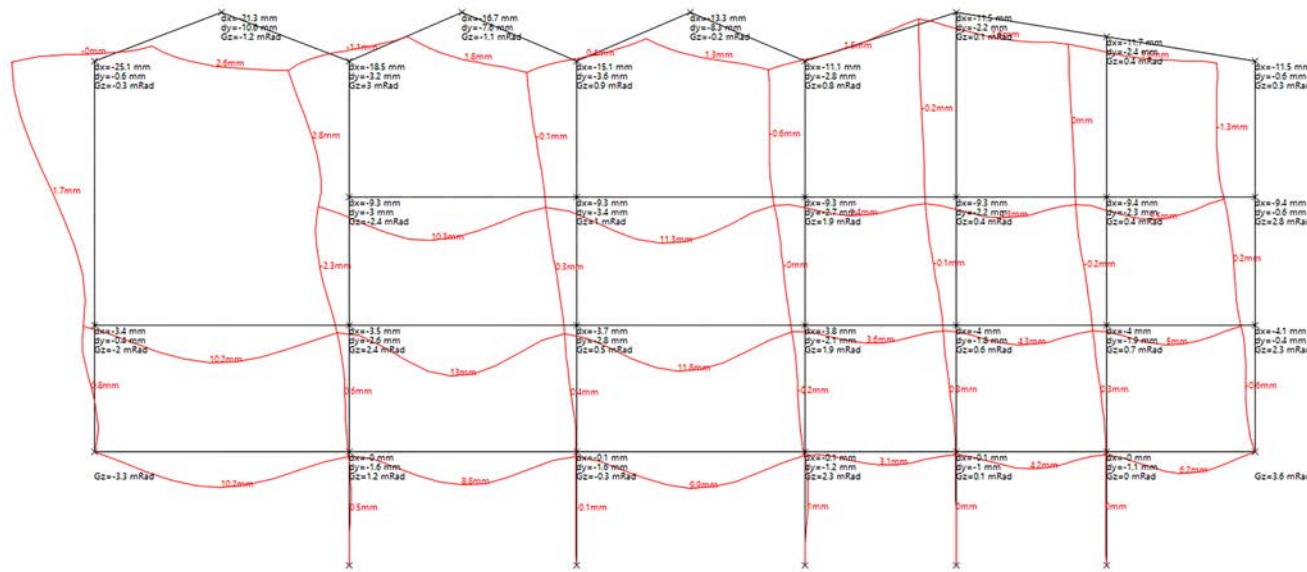 dx=-21.3 mm
dy=-10.6 mm
Gz=-1.2 mRad
dx=-16.7 mm
dy=-7.6 mm
Gz=-1.1 mRad
dx=-13.3 mm
dy=-8.3 mm
Gz=-0.2 mRad
dx=-11.5 mm
dy=-2.2 mm
Gz=0.1 mRad
dx=-11.7 mm
dy=-2.4 mm
Gz=0.4 mRad
-0mm
2.6mm
-1.1mm
1.8mm
1.3mm
dx=-25.1 mm
dy=-0.6 mm
Gz=-0.3 mRad
dx=-18.5 mm
dy=-3.2 mm
Gz=3 mRad
dx=-15.1 mm
dy=-3.6 mm
Gz=0.9 mRad
dx=-11.1 mm
dy=-2.8 mm
Gz=0.8 mRad
dx=-11.5 mm
dy=-0.6 mm
Gz=0.3 mRad
1.7mm
2.8mm
-0.1mm
-0.6mm
-0.2mm
0mm
-1.3mm
dx=-9.3 mm
dy=-3 mm
Gz=-2.4 mRad
dx=-9.3 mm
dy=-3.4 mm
Gz=1 mRad
dx=-9.3 mm
dy=-2.7 mm
Gz=1.9 mRad
dx=-9.3 mm
dy=-2.2 mm
Gz=0.4 mRad
dx=-9.4 mm
dy=-2.3 mm
Gz=0.4 mRad
dx=-9.4 mm
dy=-0.6 mm
Gz=2.8 mRad
10.3mm
11.3mm
-2.3mm
0.3mm
-0mm
-0.1mm
-0.2mm
0.2mm
dx=-3.4 mm
dy=-0.4 mm
Gz=-2 mRad
dx=-3.5 mm
dy=-2.6 mm
Gz=2.4 mRad
dx=-3.7 mm
dy=-2.8 mm
Gz=0.5 mRad
dx=-3.8 mm
dy=-2.1 mm
Gz=1.9 mRad
dx=-4 mm
dy=-1.8 mm
Gz=0.6 mRad
dx=-4 mm
dy=-1.9 mm
Gz=0.7 mRad
dx=-4.1 mm
dy=-0.4 mm
Gz=2.3 mRad
10.2mm
13mm
11.8mm
3.6mm
4.3mm
5mm
0.8mm
0.6mm
0.4mm
-0.2mm
0.3mm
0.3mm
-0.6mm
dx=-0 mm
dy=-1.6 mm
Gz=1.2 mRad
dx=-0.1 mm
dy=-1.6 mm
Gz=-0.3 mRad
dx=-0.1 mm
dy=-1.2 mm
Gz=2.3 mRad
dx=-0.1 mm
dy=-1 mm
Gz=0.1 mRad
dx=-0 mm
dy=-1.1 mm
Gz=0 mRad
Gz=-3.3 mRad
Gz=3.6 mRad
10.2mm
8.8mm
9.9mm
3.1mm
4.2mm
6.2mm
0.5mm
-0.1mm
1mm
0mm
0mm